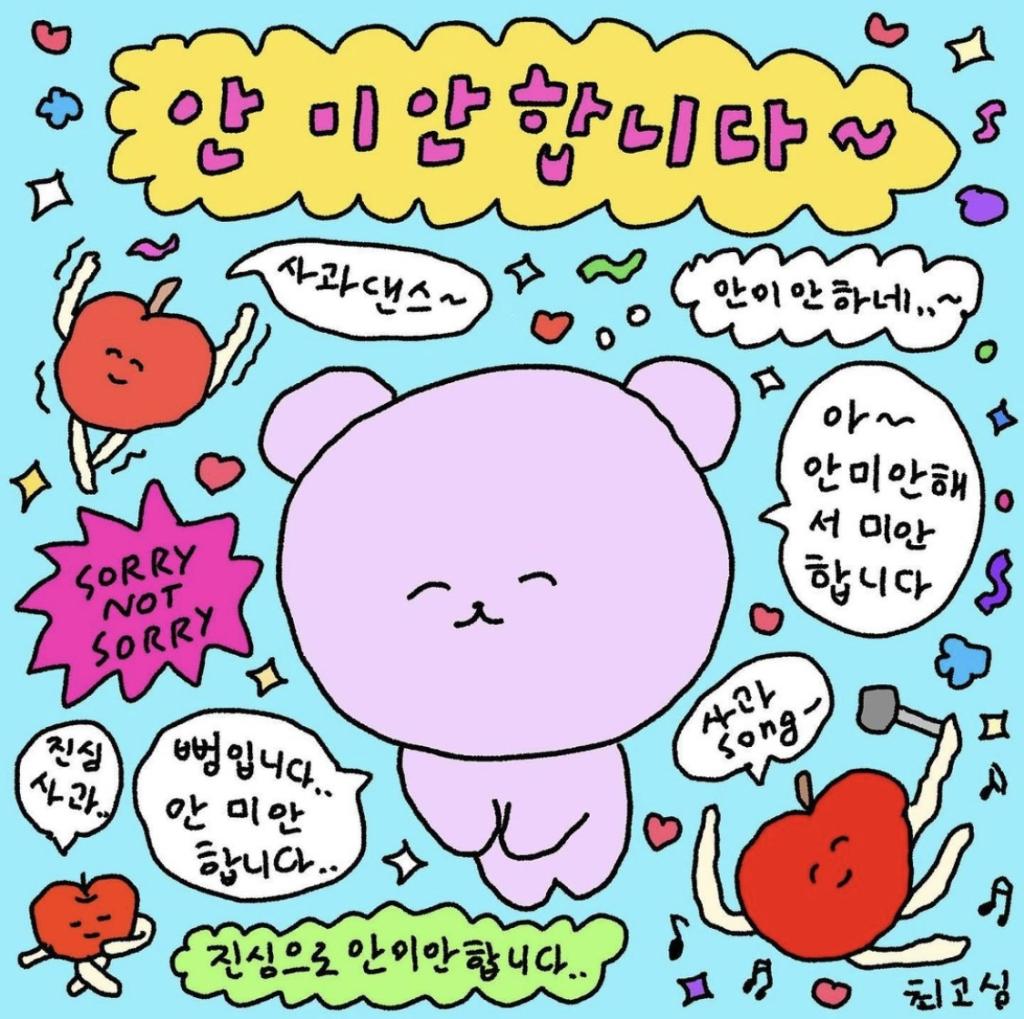 안 미안합니다~
사과댄스~
안미안하네..~
아~
안미안해
서 미안
합니다
SORRY
NOT
SORRY
사과
song~
진심
사과..
뻥입니다..
안 미안
합니다..
진심으로 안미안합니다..
최고심